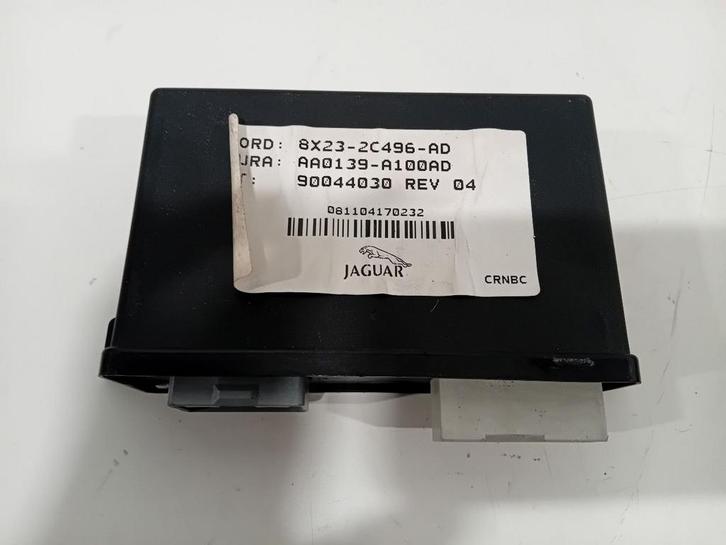 ORD: 8X23-2C496-AD
URA: AA0139-A100AD
: 90044030 REV 04
081104170232
JAGUAR
CRNBC